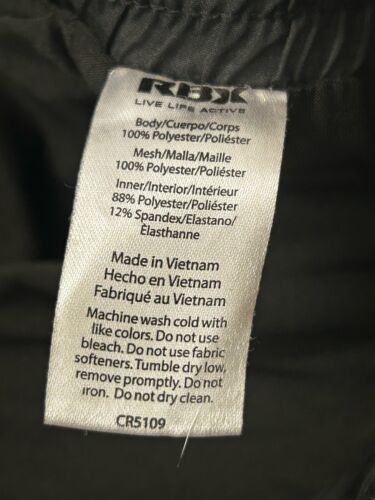 RBX
LIVE LIFE ACTIVE
Body/Cuerpo/Corps
100% Polyester/Poliéster
Mesh/Malla/Maille
100% Polyester/Poliéster
Inner/Interior/Intérieur
88% Polyester/Poliéster
12% Spandex/Elastano/
Élasthanne
Made in Vietnam
Hecho en Vietnam
Fabriqué au Vietnam
Machine wash cold with
like colors. Do not use
bleach. Do not use fabric
softeners. Tumble dry low,
remove promptly. Do not
iron. Do not dry clean.
CR5109